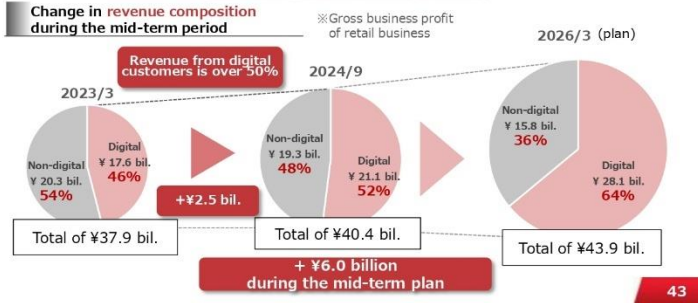 Change in revenue composition
during the mid-term period
※Gross business profit
of retail business
Revenue from digital
customers is over 50%
2023/3
2024/9
2026/3 (plan)
Non-digital
¥ 20.3 bil.
54%
Digital
¥ 17.6 bil.
46%
Non-digital
¥ 19.3 bil.
48%
Digital
¥ 21.1 bil.
52%
Non-digital
¥ 15.8 bil.
36%
Digital
¥ 28.1 bil.
64%
+¥2.5 bil.
Total of ¥37.9 bil.
Total of ¥40.4 bil.
Total of ¥43.9 bil.
+ ¥6.0 billion
during the mid-term plan
43